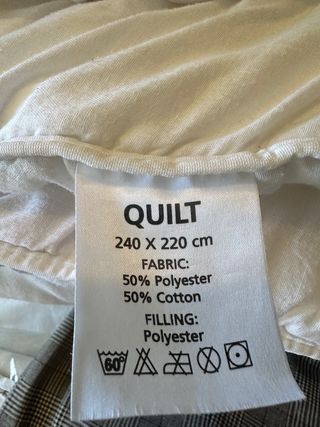 QUILT
240 X 220 cm
FABRIC:
50% Polyester
50% Cotton
FILLING:
Polyester
60°